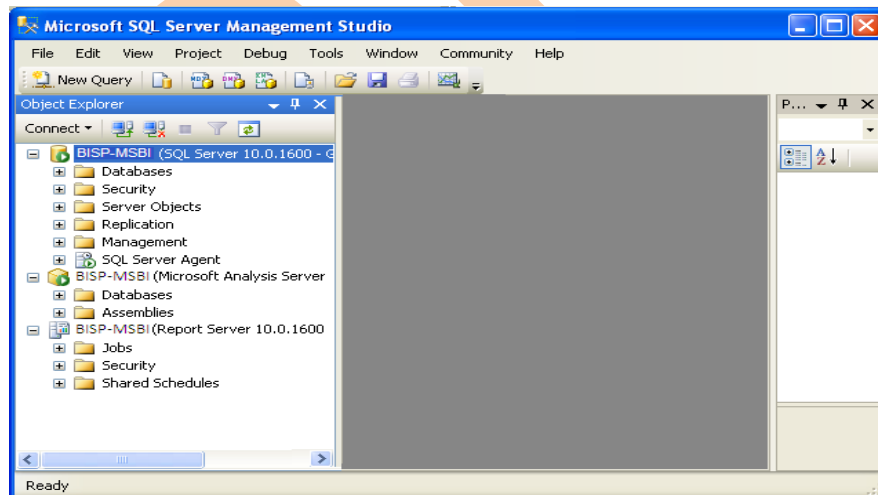 Microsoft SQL Server Management Studio
File Edit View Project Debug Tools Window Community Help
New Query
Object Explorer
P...
Connect
BISP-MSBI (SQL Server 10.0.1600 - G
Databases
Security
Server Objects
Replication
Management
SQL Server Agent
BISP-MSBI (Microsoft Analysis Server
Databases
Assemblies
BISP-MSBI (Report Server 10.0.1600
Jobs
Security
Shared Schedules
Ready